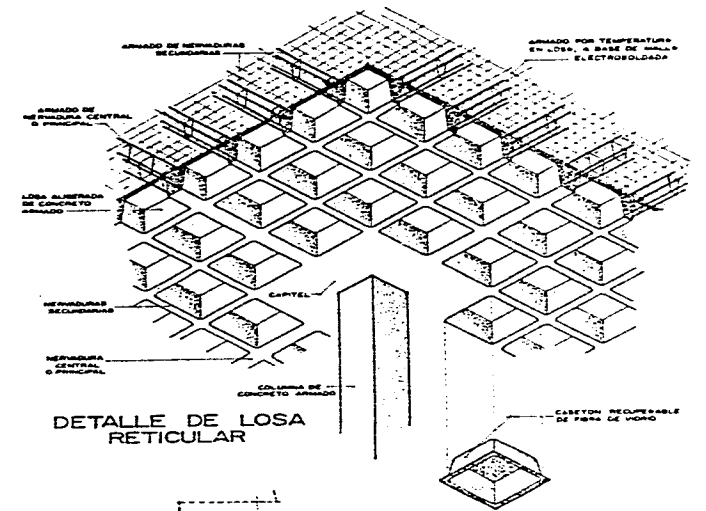 ARMADO DE NERVADURAS
SECUNDARIAS
ARMADO POR TEMPERATURA
EN LOSA, A BASE DE MALLA
ELECTROSOLDADA
ARMADO DE
NERVADURA CENTRAL
O PRINCIPAL
LOSA ALIGERADA
DE CONCRETO
ARMADO
CAPITEL
NERVADURAS
SECUNDARIAS
NERVADURA
CENTRAL
O PRINCIPAL
COLUMNA DE
CONCRETO ARMADO
CASETON RECUPERABLE
DE FIBRA DE VIDRIO
DETALLE DE LOSA
RETICULAR